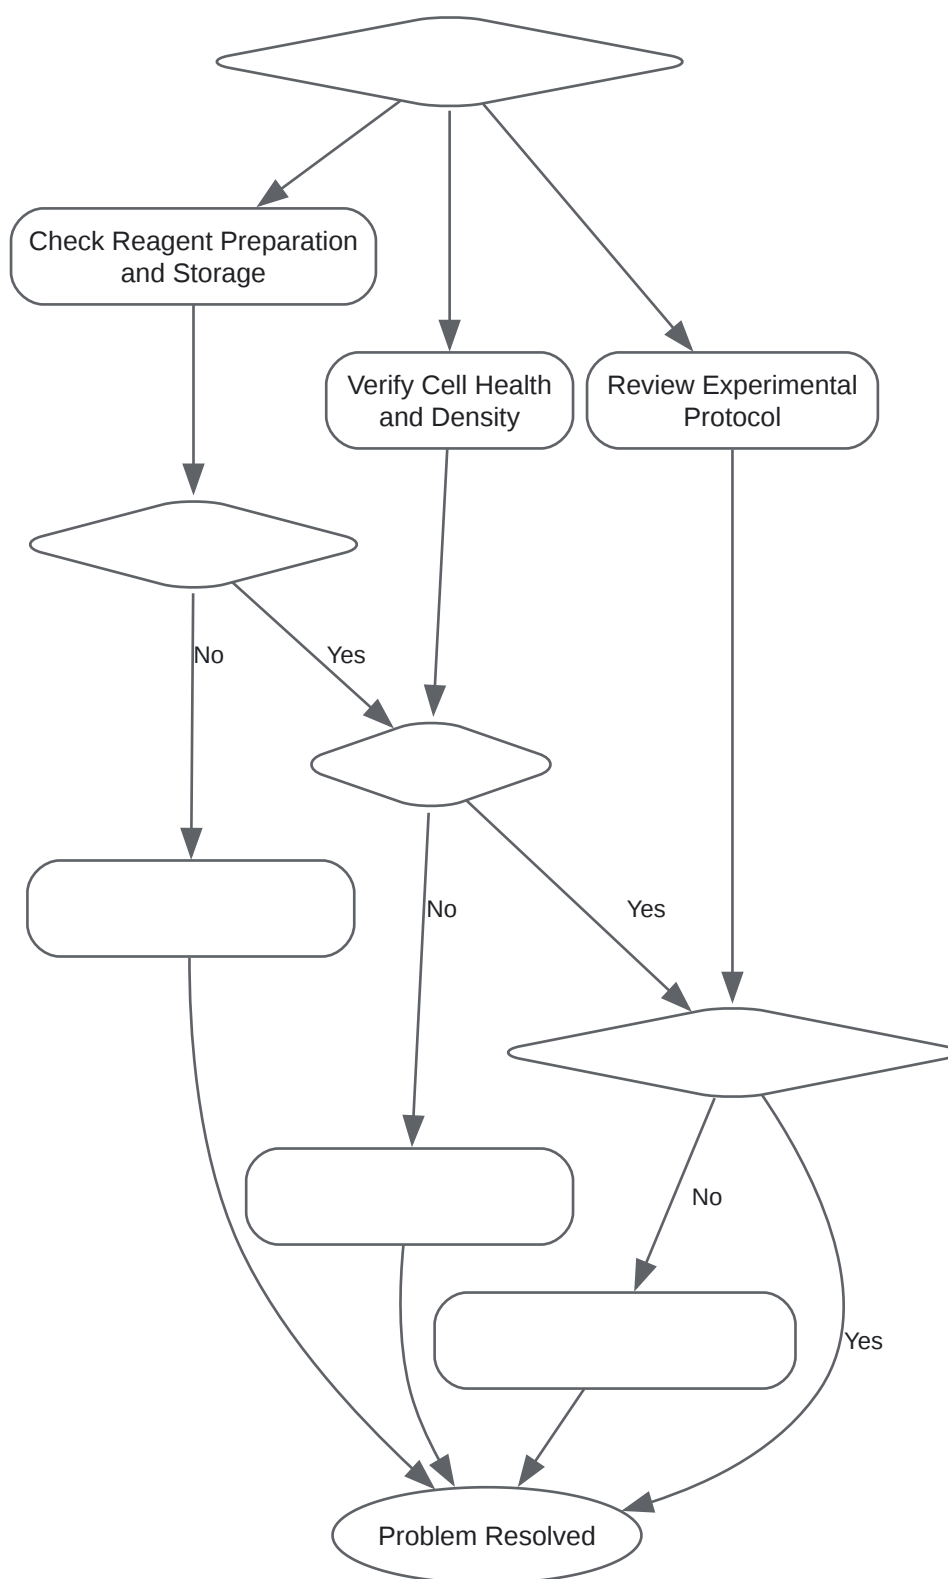 Check Reagent Preparation
and Storage
Verify Cell Health
and Density
Review Experimental
Protocol
No
Yes
No
Yes
No
Yes
Problem Resolved